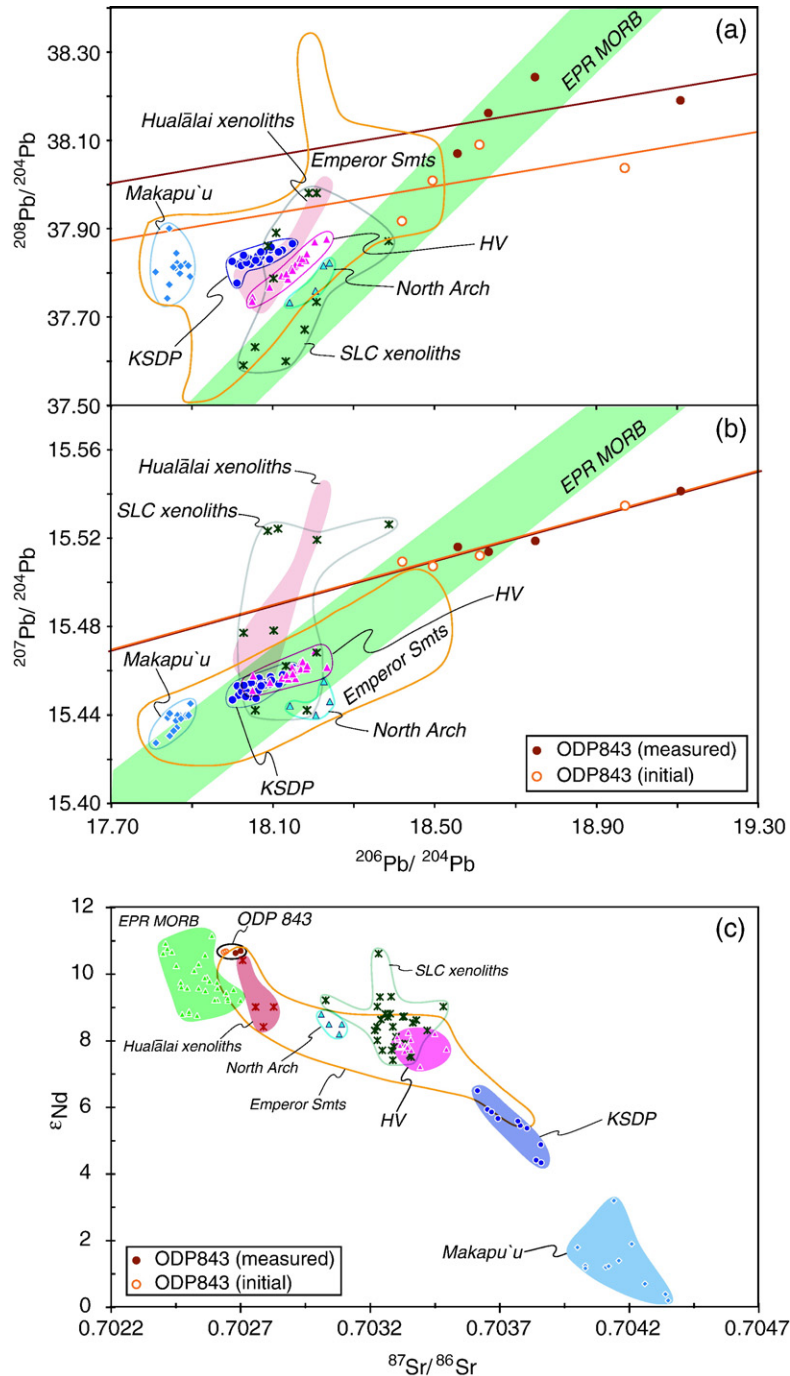 (a)
38.30
38.10
37.90
37.70
37.50
208Pb/ 204Pb
EPR MORB
Hualālai xenoliths
Emperor Smts
Makapu`u
HV
North Arch
KSDP
SLC xenoliths
(b)
15.56
15.52
15.48
15.44
15.40
207Pb/ 204Pb
EPR MORB
Hualālai xenoliths
SLC xenoliths
HV
Makapu`u
Emperor Smts
North Arch
KSDP
ODP843 (measured)
ODP843 (initial)
17.70 18.10 18.50 18.90 19.30
206Pb/ 204Pb
(c)
12
10
8
6
4
2
0
εNd
EPR MORB
ODP 843
SLC xenoliths
Hualālai xenoliths
North Arch
Emperor Smts
HV
KSDP
Makapu`u
ODP843 (measured)
ODP843 (initial)
0.7022 0.7027 0.7032 0.7037 0.7042 0.7047
87Sr/86Sr